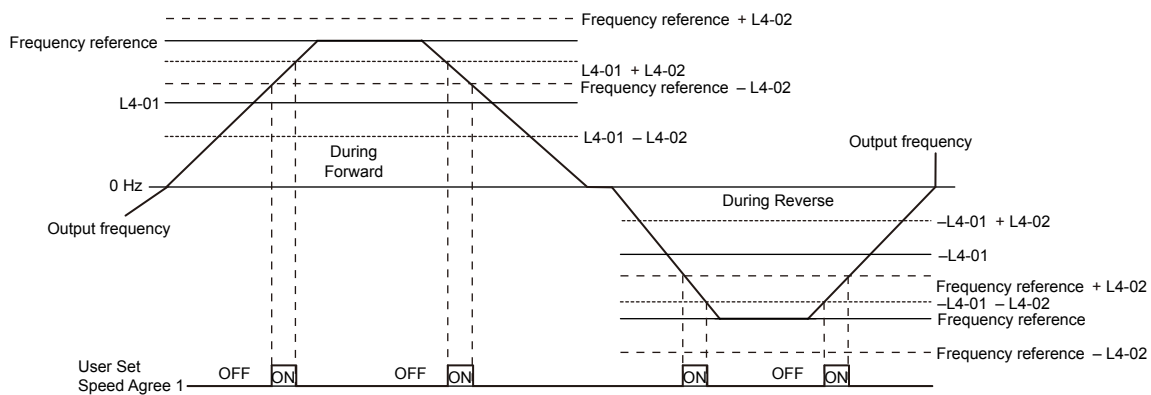 Frequency reference + L4-02
Frequency reference
L4-01 + L4-02
Frequency reference – L4-02
L4-01
L4-01 – L4-02
During
Forward
Output frequency
0 Hz
During Reverse
Output frequency
–L4-01 + L4-02
–L4-01
Frequency reference + L4-02
–L4-01 – L4-02
Frequency reference
Frequency reference – L4-02
User Set
Speed Agree 1
OFF
ON
OFF
ON
ON
OFF
ON